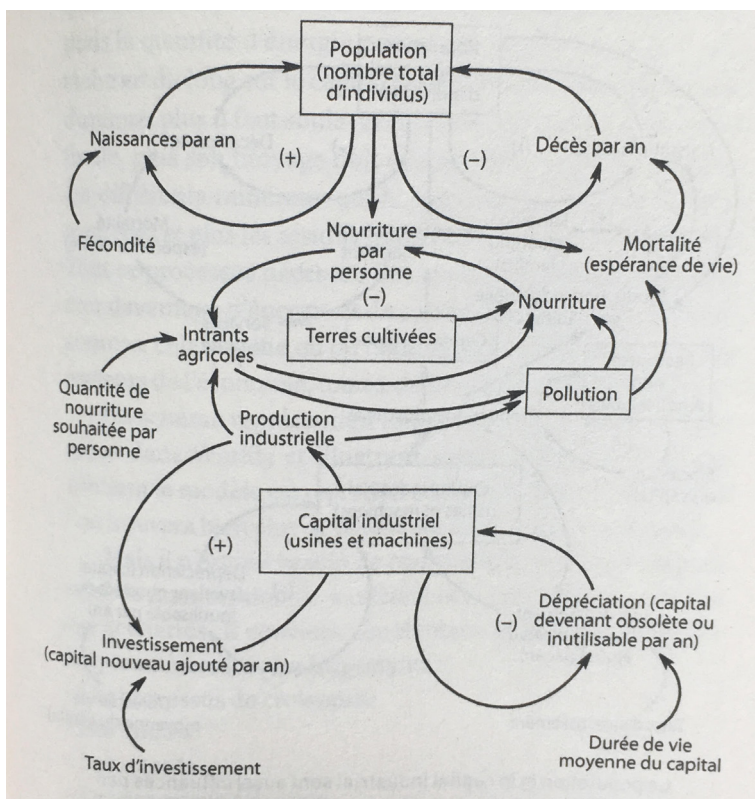 Population
(nombre total
d'individus)
Naissances par an
(+)
(–)
Décès par an
Fécondité
Nourriture
par
personne
(–)
Mortalité
(espérance de vie)
Nourriture
Intrants
agricoles
Terres cultivées
Quantité de
nourriture
souhaitée par
personne
Production
industrielle
Pollution
Capital industriel
(usines et machines)
(+)
(–)
Dépréciation (capital
devenant obsolète ou
inutilisable par an)
Investissement
(capital nouveau ajouté par an)
Taux d'investissement
Durée de vie
moyenne du capital